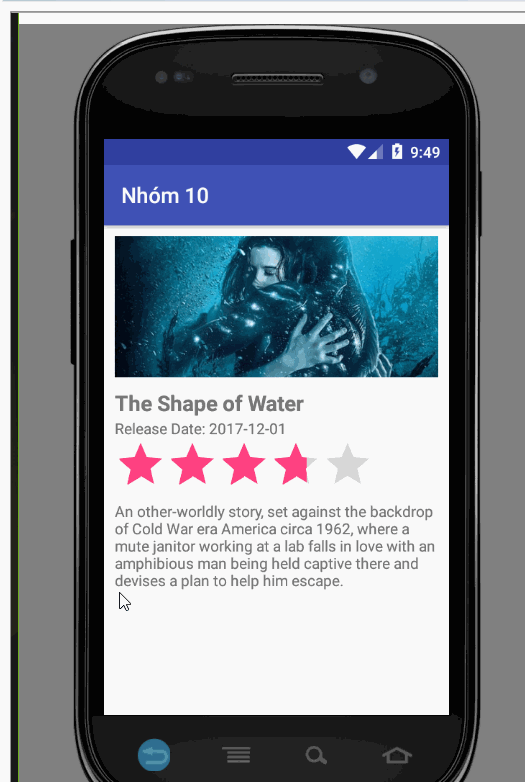 9:49
Nhóm 10
The Shape of Water
Release Date: 2017-12-01
An other-worldly story, set against the backdrop
of Cold War era America circa 1962, where a
mute janitor working at a lab falls in love with an
amphibious man being held captive there and
devises a plan to help him escape.